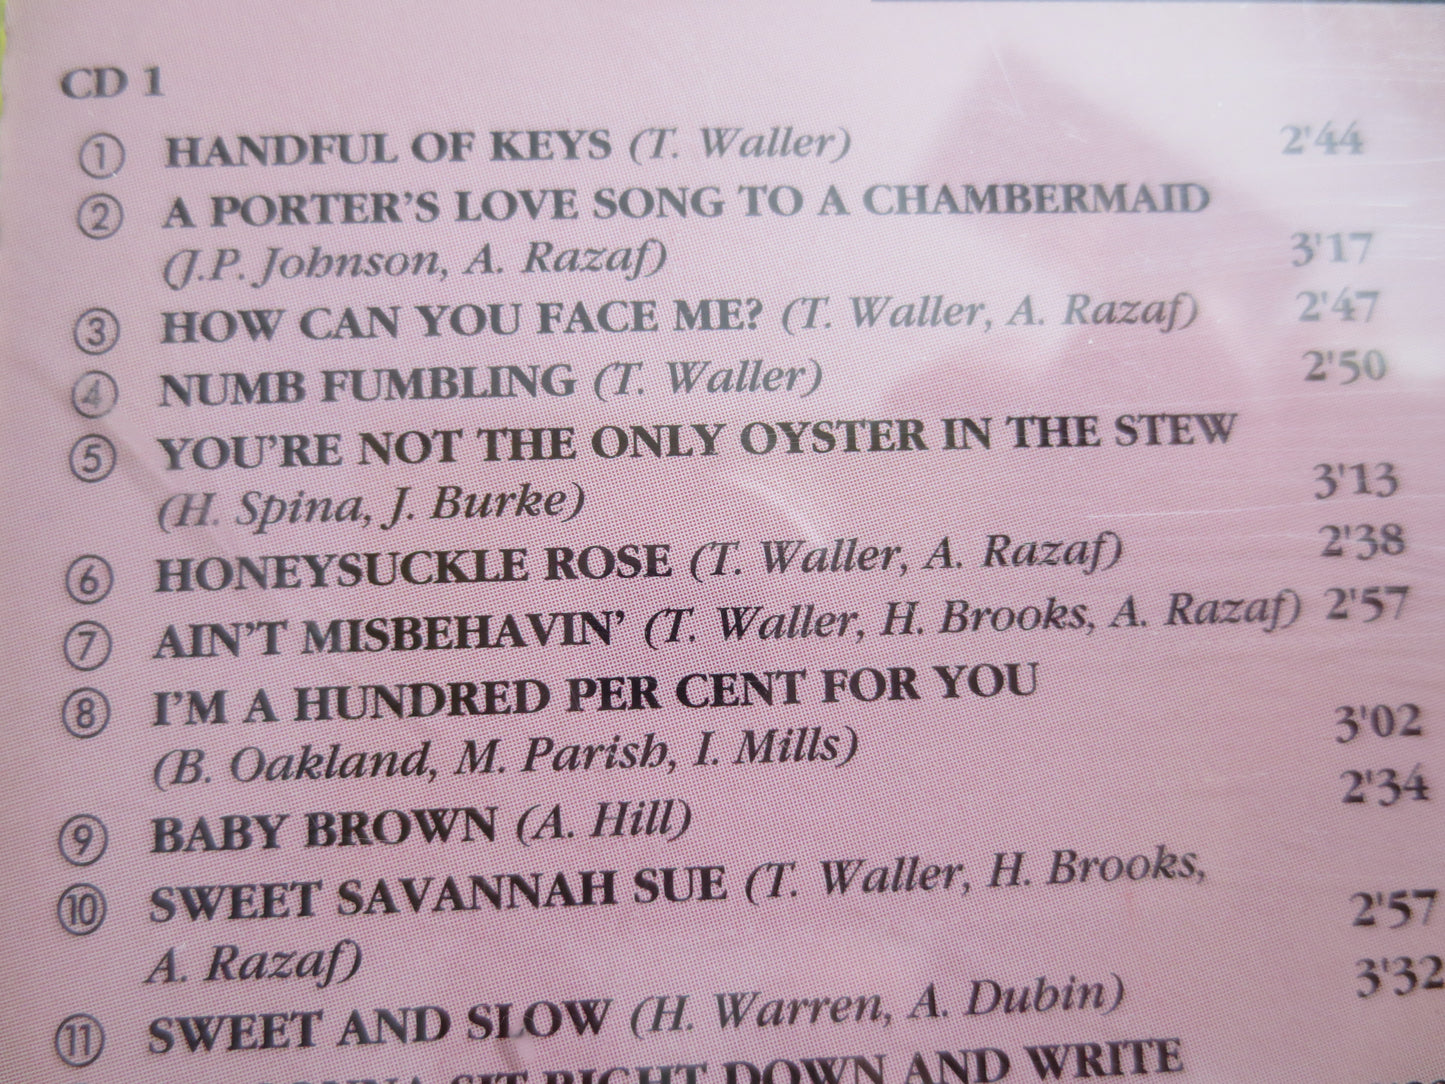 CD 1
① HANDFUL OF KEYS (T. Waller) 2'44
② A PORTER'S LOVE SONG TO A CHAMBERMAID
(J.P. Johnson, A. Razaf) 3'17
③ HOW CAN YOU FACE ME? (T. Waller, A. Razaf) 2'47
④ NUMB FUMBLING (T. Waller) 2'50
⑤ YOU'RE NOT THE ONLY OYSTER IN THE STEW
(H. Spina, J. Burke) 3'13
⑥ HONEYSUCKLE ROSE (T. Waller, A. Razaf) 2'38
⑦ AIN'T MISBEHAVIN' (T. Waller, H. Brooks, A. Razaf) 2'57
⑧ I'M A HUNDRED PER CENT FOR YOU
(B. Oakland, M. Parish, I. Mills) 3'02
⑨ BABY BROWN (A. Hill) 2'34
⑩ SWEET SAVANNAH SUE (T. Waller, H. Brooks,
A. Razaf) 2'57
⑪ SWEET AND SLOW (H. Warren, A. Dubin) 3'32
SIT RIGHT DOWN AND WRITE